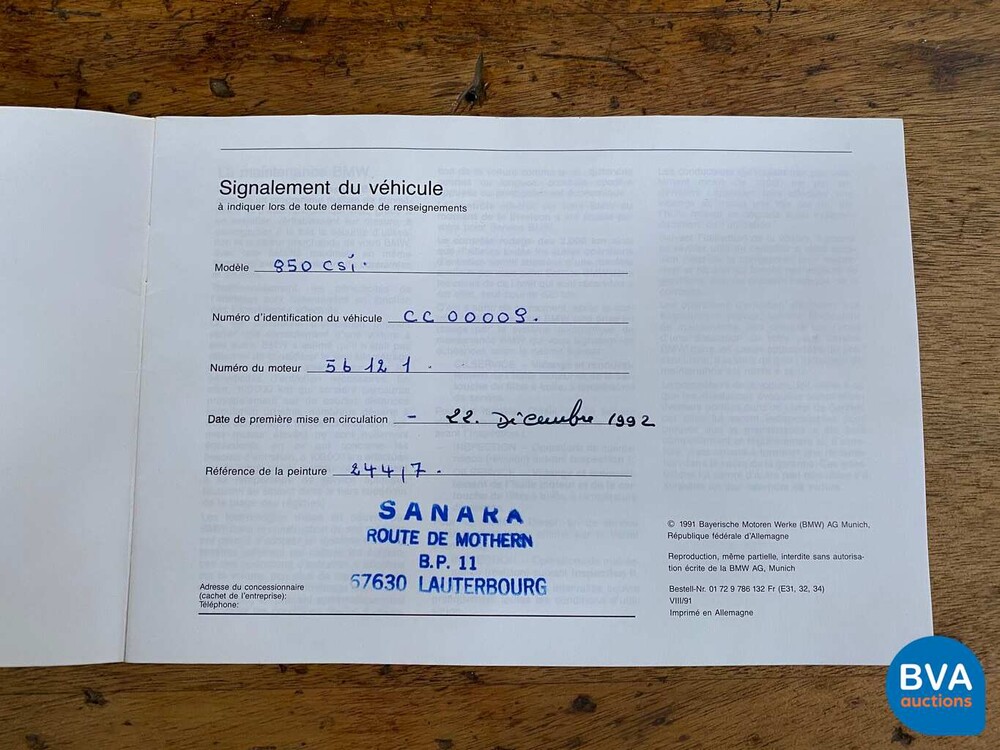 Signalement du véhicule
à indiquer lors de toute demande de renseignements
Modèle 850 CSi.
Numéro d'identification du véhicule CC 00009.
Numéro du moteur 56 12 1 .
Date de première mise en circulation – 22. Décembre 1992
Référence de la peinture 244/7.
SANARA
ROUTE DE MOTHERN
B.P. 11
67630 LAUTERBOURG
Adresse du concessionnaire
(cachet de l'entreprise):
Téléphone:
© 1991 Bayerische Motoren Werke (BMW) AG Munich,
République fédérale d'Allemagne
Reproduction, même partielle, interdite sans autorisa-
tion écrite de la BMW AG, Munich
Bestell-Nr. 01 72 9 786 132 Fr (E31, 32, 34)
VIII/91
Imprimé en Allemagne
BVA
auctions